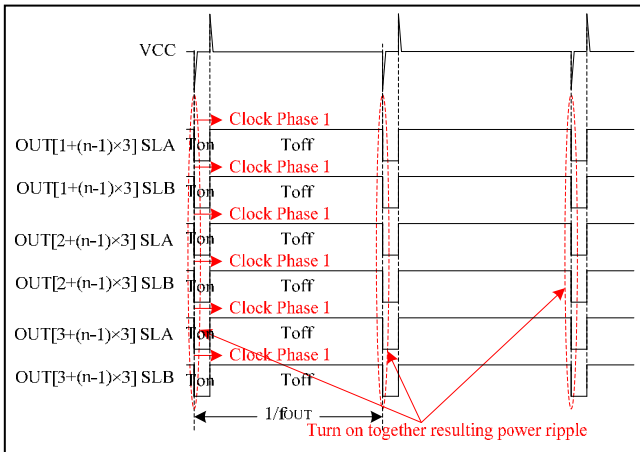 VCC
Clock Phase 1
OUT[1+(n-1)×3] SLA Ton Toff
Clock Phase 1
OUT[1+(n-1)×3] SLB Ton Toff
Clock Phase 1
OUT[2+(n-1)×3] SLA Ton Toff
Clock Phase 1
OUT[2+(n-1)×3] SLB Ton Toff
Clock Phase 1
OUT[3+(n-1)×3] SLA Ton Toff
Clock Phase 1
OUT[3+(n-1)×3] SLB Ton Toff
1/fOUT
Turn on together resulting power ripple